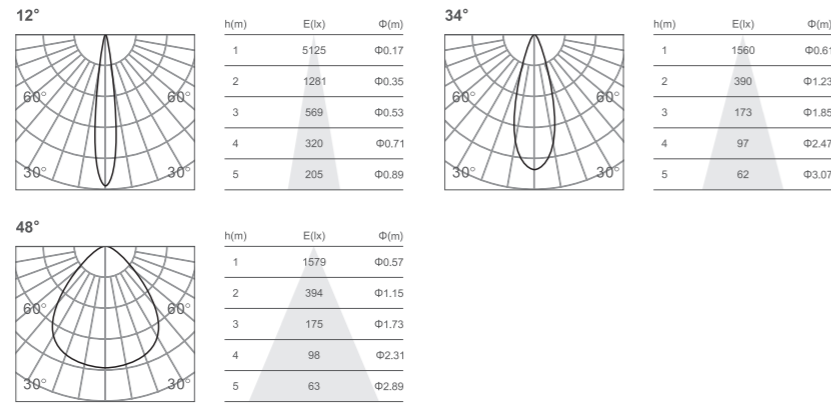 12°
60° 60°
30° 30°
h(m) E(lx) Φ(m)
1 5125 Φ0.17
2 1281 Φ0.35
3 569 Φ0.53
4 320 Φ0.71
5 205 Φ0.89
34°
60° 60°
30° 30°
h(m) E(lx) Φ(m)
1 1560 Φ0.61
2 390 Φ1.23
3 173 Φ1.85
4 97 Φ2.47
5 62 Φ3.07
48°
60° 60°
30° 30°
h(m) E(lx) Φ(m)
1 1579 Φ0.57
2 394 Φ1.15
3 175 Φ1.73
4 98 Φ2.31
5 63 Φ2.89